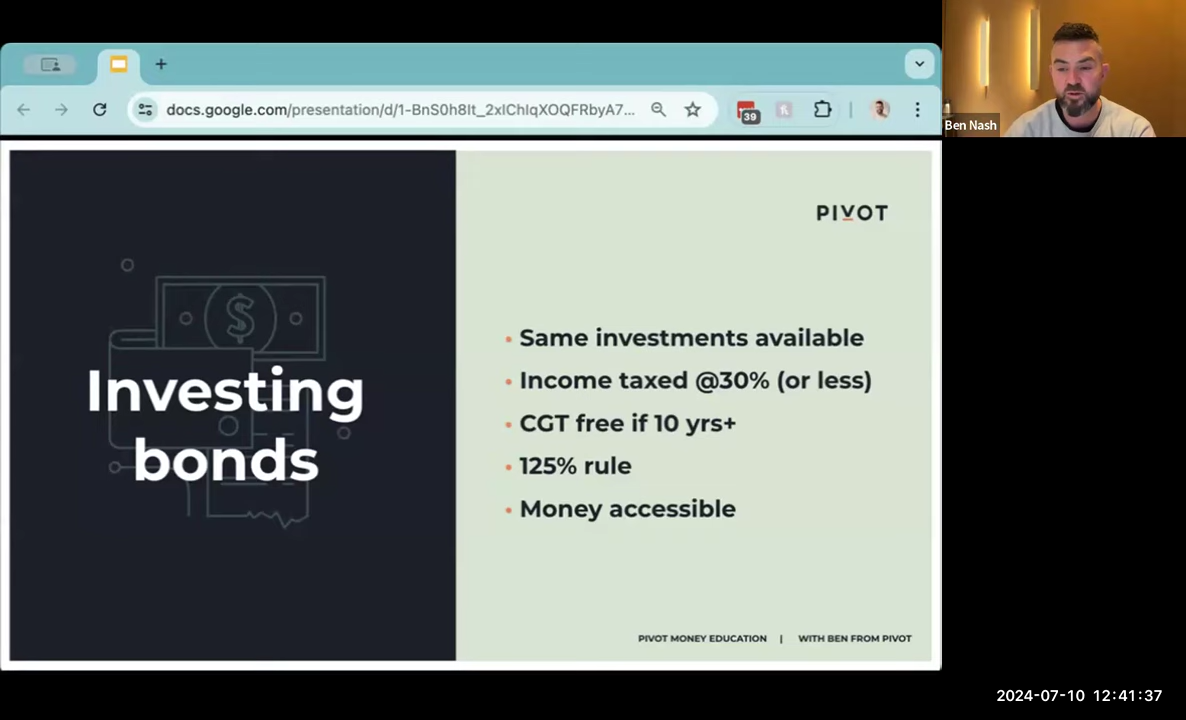 docs.google.com/presentation/d/1-BnS0h8It_2xIChlqXOQFRbyA7...
39
Ben Nash
PIVOT
Investing
bonds
• Same investments available
• Income taxed @30% (or less)
• CGT free if 10 yrs+
• 125% rule
• Money accessible
PIVOT MONEY EDUCATION | WITH BEN FROM PIVOT
2024-07-10 12:41:37